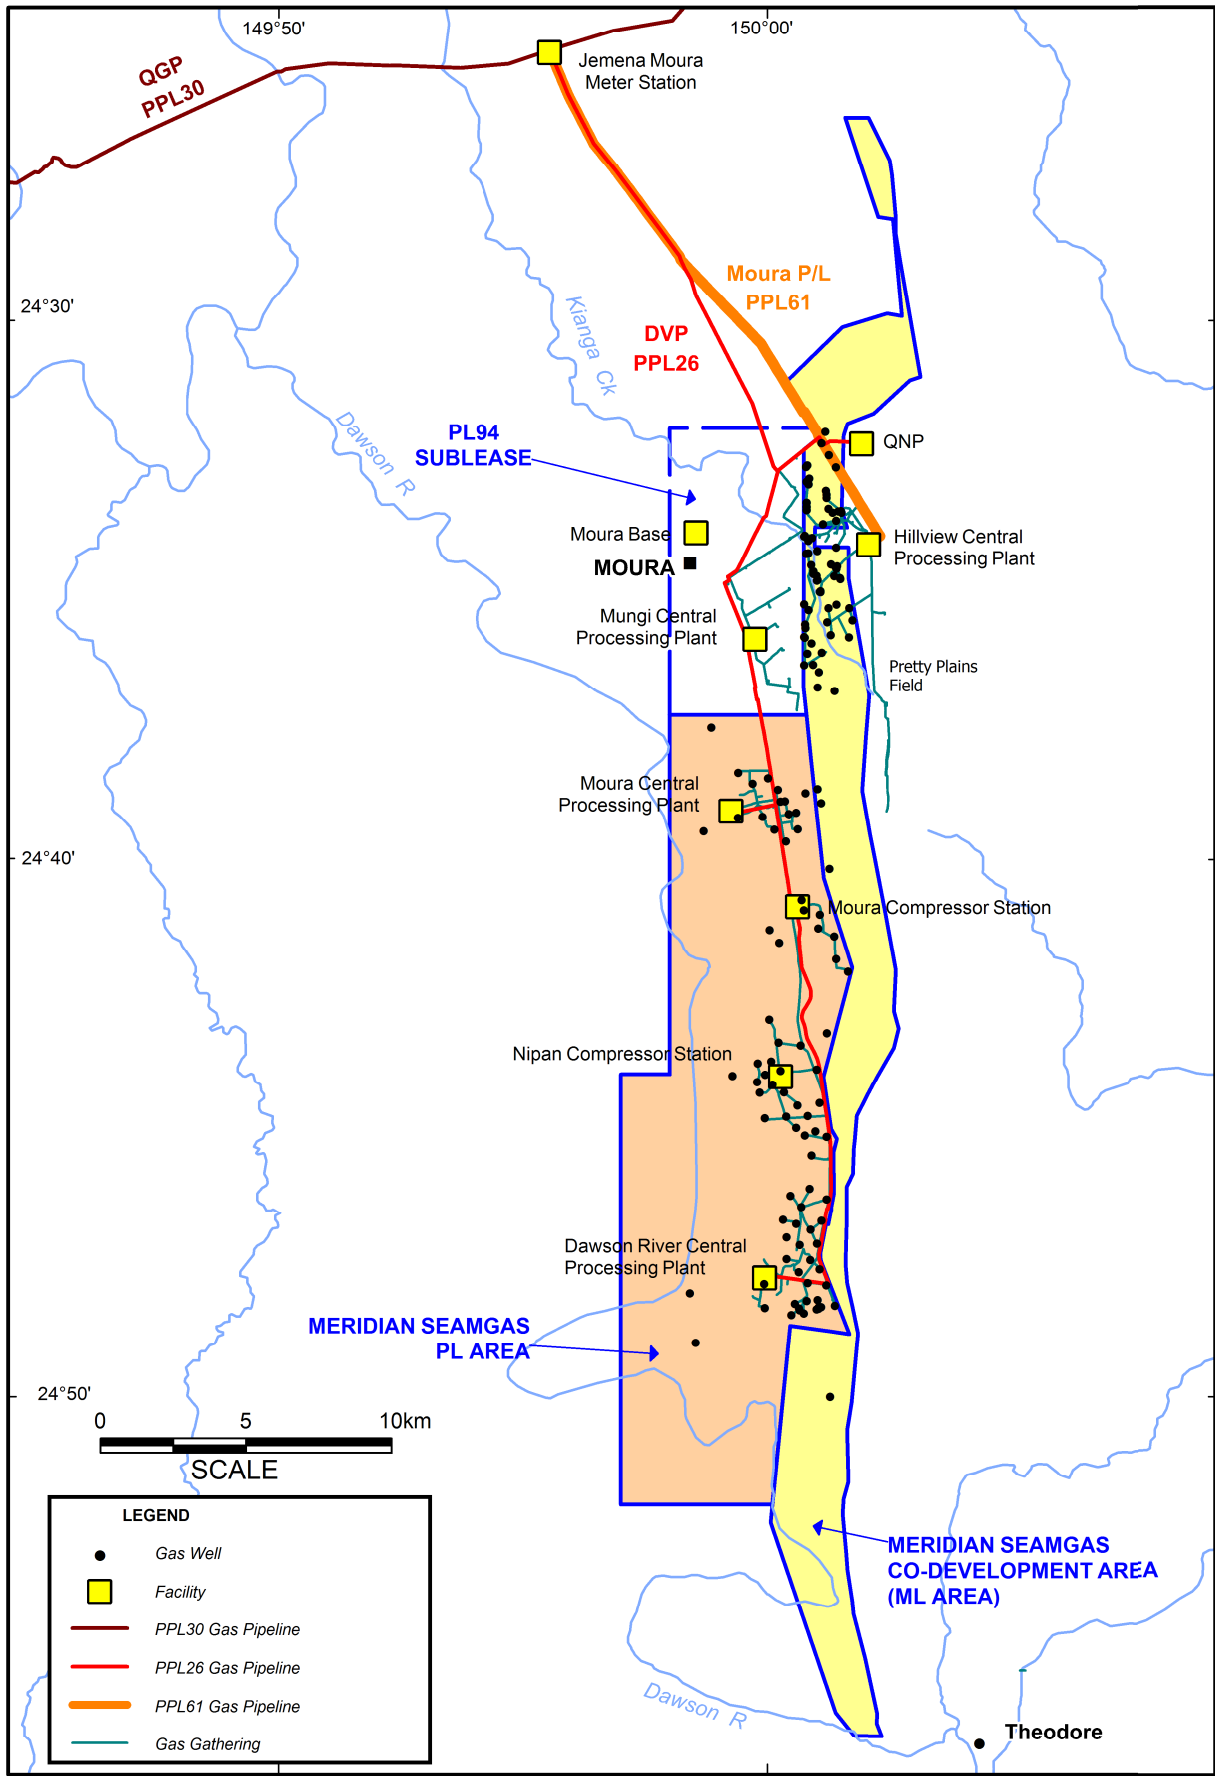 149°50'
150°00'
Jemena Moura
Meter Station
QGP
PPL30
Moura P/L
PPL61
24°30'
Kianga Ck
DVP
PPL26
Dawson R
PL94
SUBLEASE
QNP
Moura Base
MOURA
Hillview Central
Processing Plant
Mungi Central
Processing Plant
Pretty Plains
Field
Moura Central
Processing Plant
24°40'
Moura Compressor Station
Nipan Compressor Station
Dawson River Central
Processing Plant
MERIDIAN SEAMGAS
PL AREA
24°50'
0 5 10km
SCALE
LEGEND
Gas Well
Facility
PPL30 Gas Pipeline
PPL26 Gas Pipeline
PPL61 Gas Pipeline
Gas Gathering
MERIDIAN SEAMGAS
CO-DEVELOPMENT AREA
(ML AREA)
Dawson R
Theodore